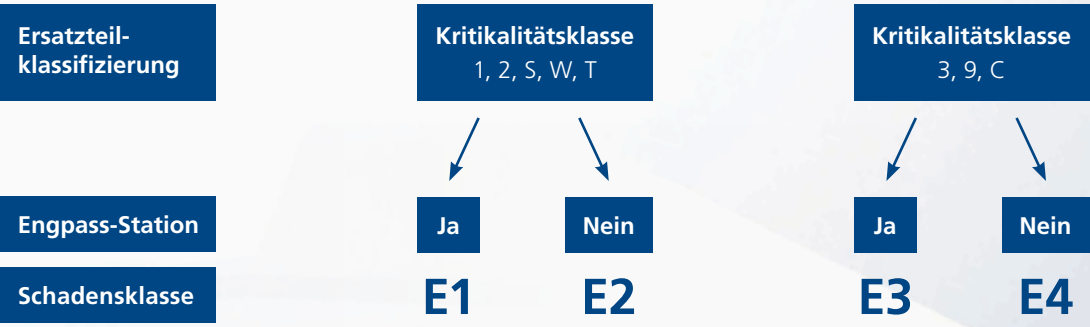 Ersatzteil-
klassifizierung
Kritikalitätsklasse
1, 2, S, W, T
Kritikalitätsklasse
3, 9, C
Engpass-Station
Ja
Nein
Ja
Nein
Schadensklasse
E1
E2
E3
E4